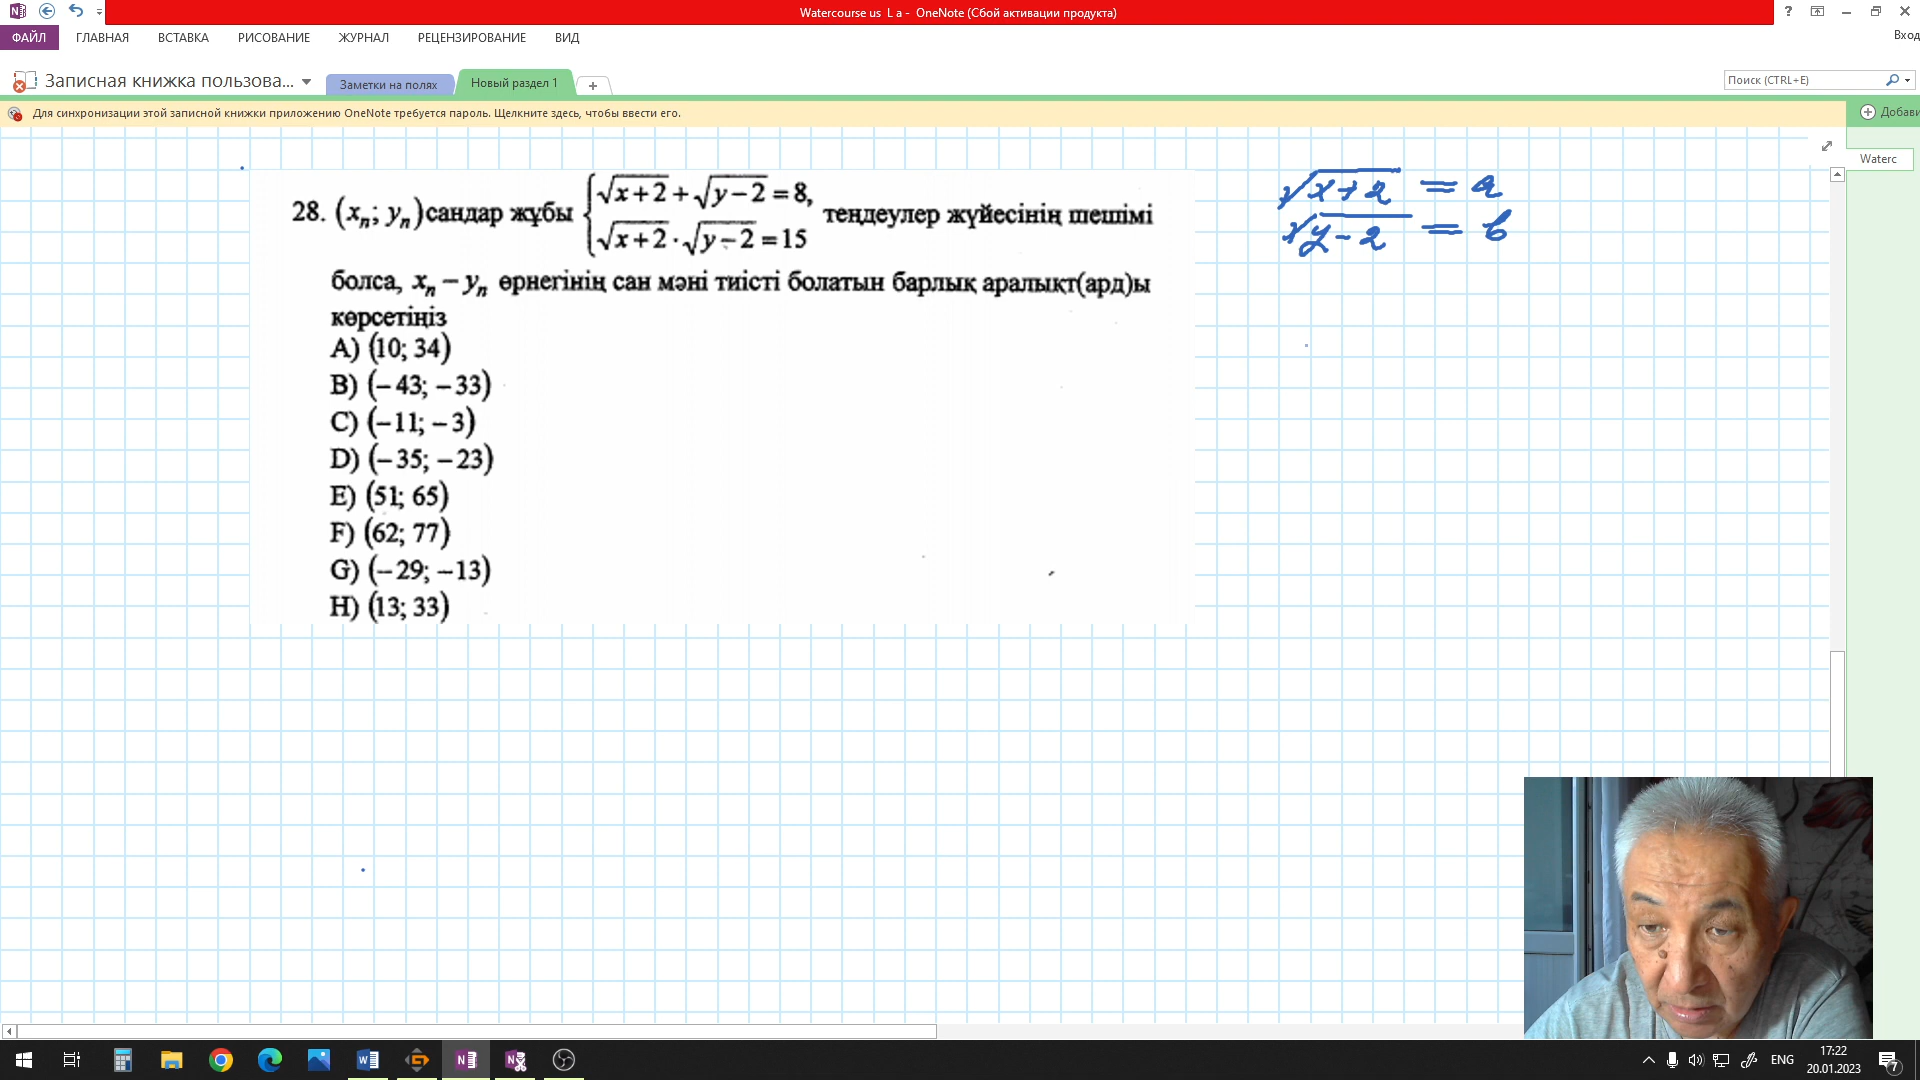 Watercourse us L a - OneNote (Сбой активации продукта)
ФАЙЛ ГЛАВНАЯ ВСТАВКА РИСОВАНИЕ ЖУРНАЛ РЕЦЕНЗИРОВАНИЕ ВИД
Вход
Записная книжка пользова... Заметки на полях Новый раздел 1
Поиск (CTRL+E)
Для синхронизации этой записной книжки приложению OneNote требуется пароль. Щелкните здесь, чтобы ввести его.
Добави
Waterc
28. (xₙ; yₙ) сандар жұбы {√x+2 + √y−2 = 8, √x+2 · √y−2 = 15 теңдеулер жүйесінің шешімі
болса, xₙ − yₙ өрнегінің сан мәні тиісті болатын барлық аралықт(ард)ы
көрсетіңіз
A) (10; 34)
B) (− 43; − 33)
C) (−11; − 3)
D) (−35; −23)
E) (51; 65)
F) (62; 77)
G) (−29; −13)
H) (13; 33)
√x+2 = a
√y−2 = b
ENG
17:22
20.01.2023
7